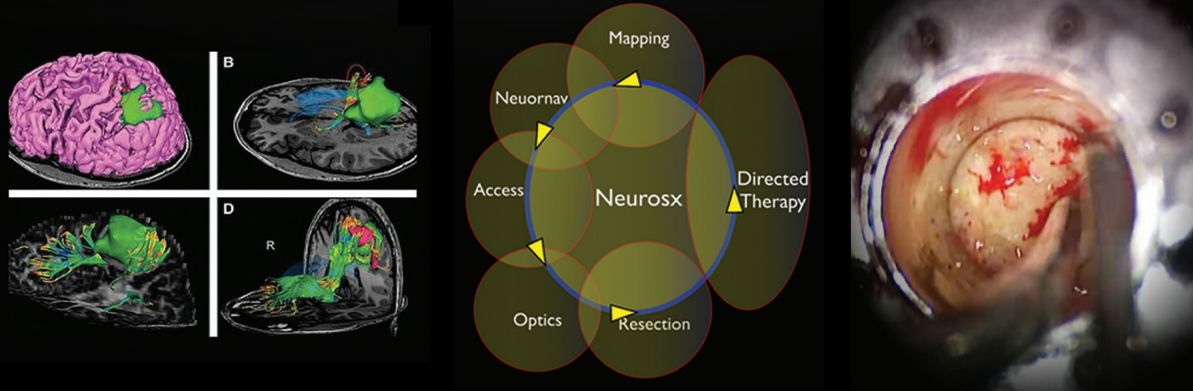 B
D
R
Mapping
Neuornav
Access
Neurosx
Directed
Therapy
Optics
Resection